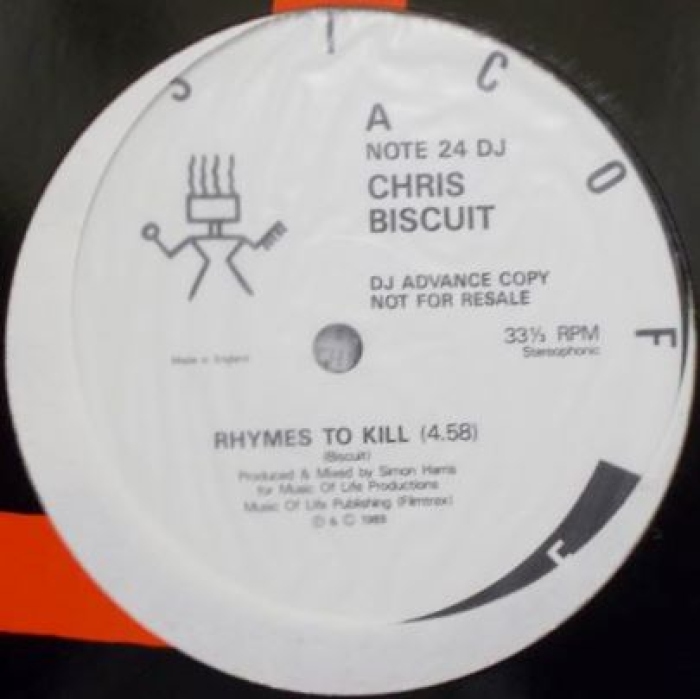 S I C O F L
A
NOTE 24 DJ
CHRIS
BISCUIT
DJ ADVANCE COPY
NOT FOR RESALE
33⅓ RPM
Stereophonic
Made in England
RHYMES TO KILL (4.58)
(Biscuit)
Produced & Mixed by Simon Harris
for Music Of Life Productions
Music Of Life Publishing (Filmtrax)
℗ & © 1989